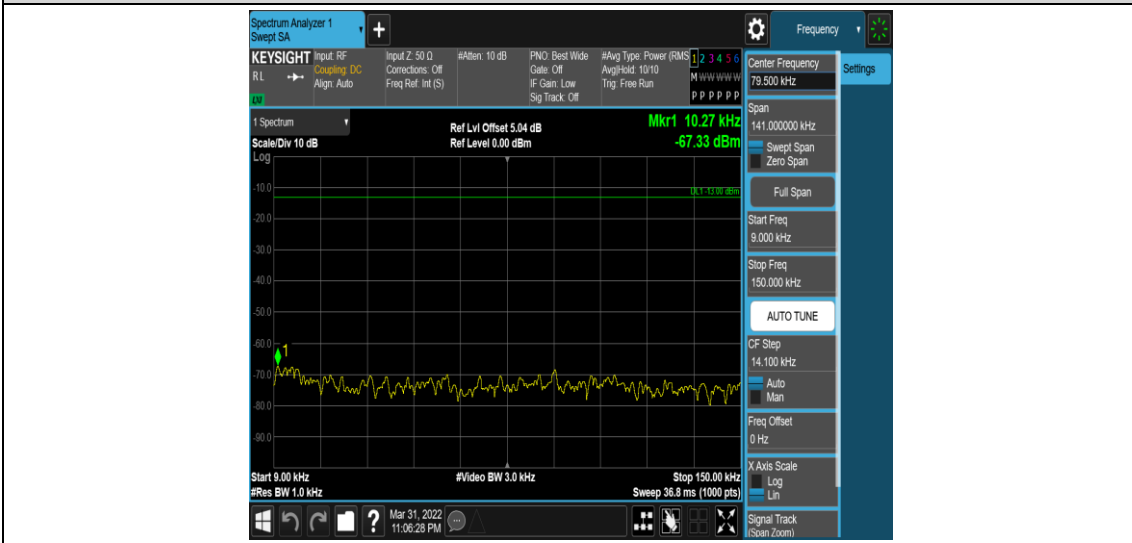 Spectrum Analyzer 1
Swept SA
+
Frequency
KEYSIGHT
Input: RF
Coupling: DC
Align: Auto
Input Z: 50 Ω
Corrections: Off
Freq Ref: Int (S)
#Atten: 10 dB
PNO: Best Wide
Gate: Off
IF Gain: Low
Sig Track: Off
#Avg Type: Power (RMS
Avg|Hold: 10/10
Trig: Free Run
1 2 3 4 5 6
M W W W W W
P P P P P P
R L
LXI
Center Frequency
79.500 kHz
Settings
Span
141.000000 kHz
Swept Span
Zero Span
Full Span
Start Freq
9.000 kHz
Stop Freq
150.000 kHz
AUTO TUNE
CF Step
14.100 kHz
Auto
Man
Freq Offset
0 Hz
X Axis Scale
Log
Lin
Signal Track
(Span Zoom)
1 Spectrum
Scale/Div 10 dB
Log
Ref Lvl Offset 5.04 dB
Ref Level 0.00 dBm
Mkr1 10.27 kHz
-67.33 dBm
-10.0
DL1 -13.00 dBm
-20.0
-30.0
-40.0
-50.0
-60.0
1
-70.0
-80.0
-90.0
Start 9.00 kHz
#Video BW 3.0 kHz
Stop 150.00 kHz
#Res BW 1.0 kHz
Sweep 36.8 ms (1000 pts)
?
Mar 31, 2022
11:06:28 PM